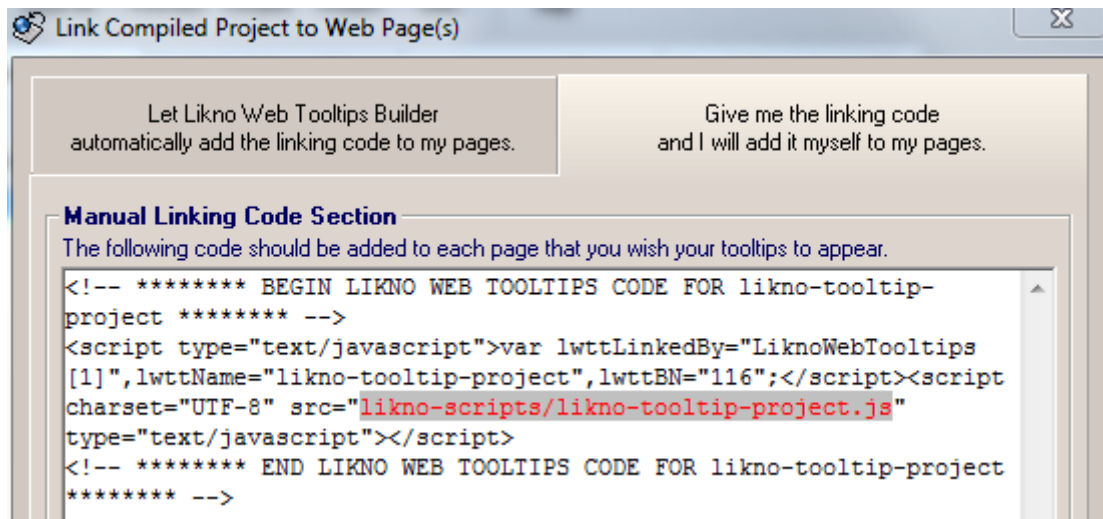 Link Compiled Project to Web Page(s)
Let Likno Web Tooltips Builder
automatically add the linking code to my pages.
Give me the linking code
and I will add it myself to my pages.
Manual Linking Code Section
The following code should be added to each page that you wish your tooltips to appear.
<!-- ******** BEGIN LIKNO WEB TOOLTIPS CODE FOR likno-tooltip-
project ******** -->
<script type="text/javascript">var lwttLinkedBy="LiknoWebTooltips
[1]",lwttName="likno-tooltip-project",lwttBN="116";</script><script
charset="UTF-8" src="likno-scripts/likno-tooltip-project.js"
type="text/javascript"></script>
<!-- ******** END LIKNO WEB TOOLTIPS CODE FOR likno-tooltip-project
******** -->